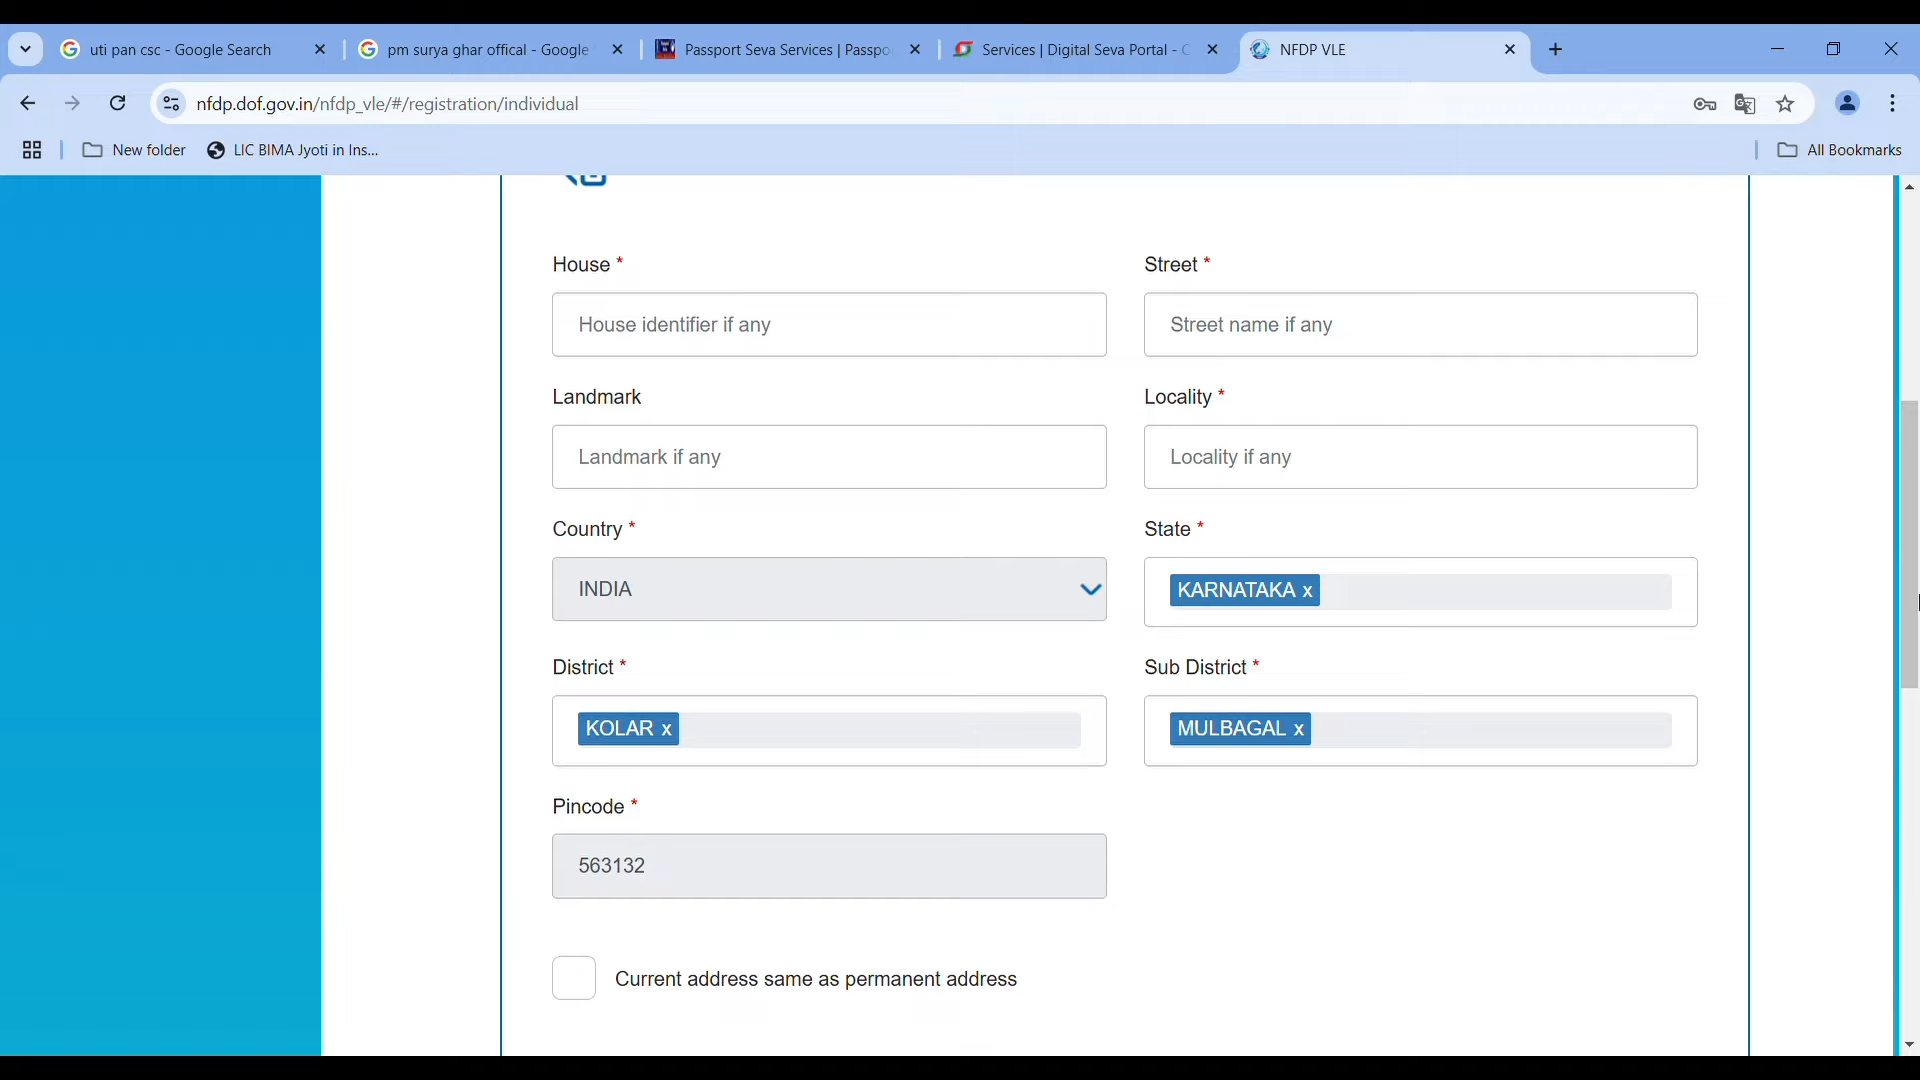 uti pan csc - Google Search
pm surya ghar offical - Google
Passport Seva Services | Passpo
Services | Digital Seva Portal - C
NFDP VLE
nfdp.dof.gov.in/nfdp_vle/#/registration/individual
New folder
LIC BIMA Jyoti in Ins...
All Bookmarks
House *
Street *
House identifier if any
Street name if any
Landmark
Locality *
Landmark if any
Locality if any
Country *
State *
INDIA
KARNATAKA x
District *
Sub District *
KOLAR x
MULBAGAL x
Pincode *
563132
Current address same as permanent address